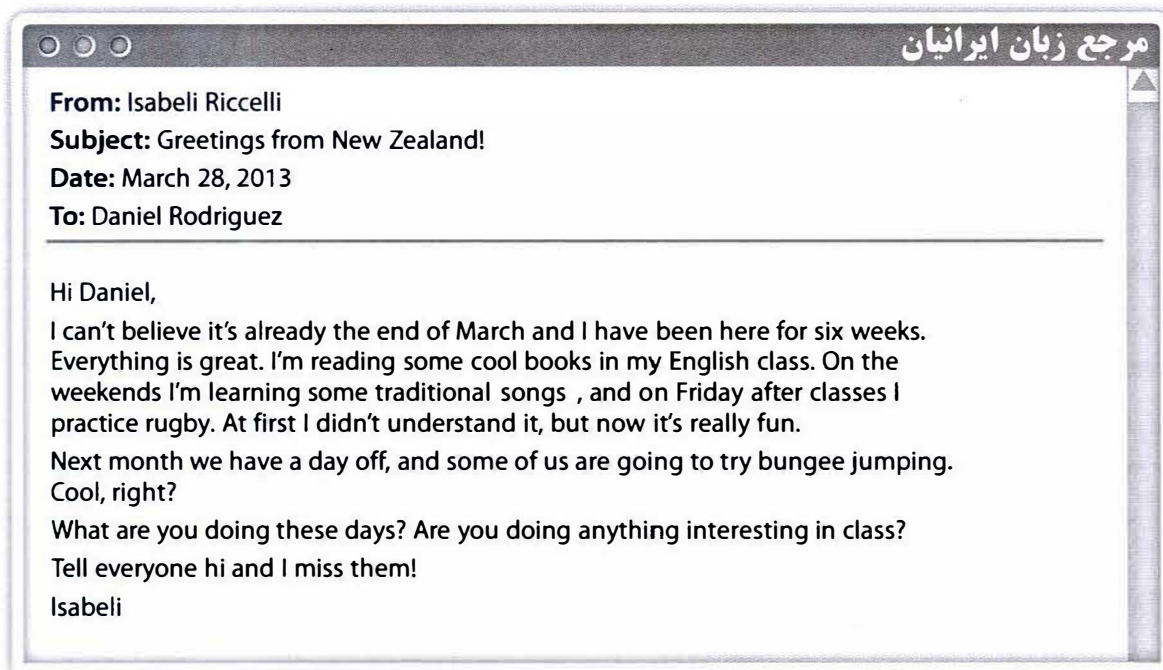 مرجع زبان ایرانیان
From: Isabeli Riccelli
Subject: Greetings from New Zealand!
Date: March 28, 2013
To: Daniel Rodriguez
Hi Daniel,
I can't believe it's already the end of March and I have been here for six weeks.
Everything is great. I'm reading some cool books in my English class. On the
weekends I'm learning some traditional songs , and on Friday after classes I
practice rugby. At first I didn't understand it, but now it's really fun.
Next month we have a day off, and some of us are going to try bungee jumping.
Cool, right?
What are you doing these days? Are you doing anything interesting in class?
Tell everyone hi and I miss them!
Isabeli